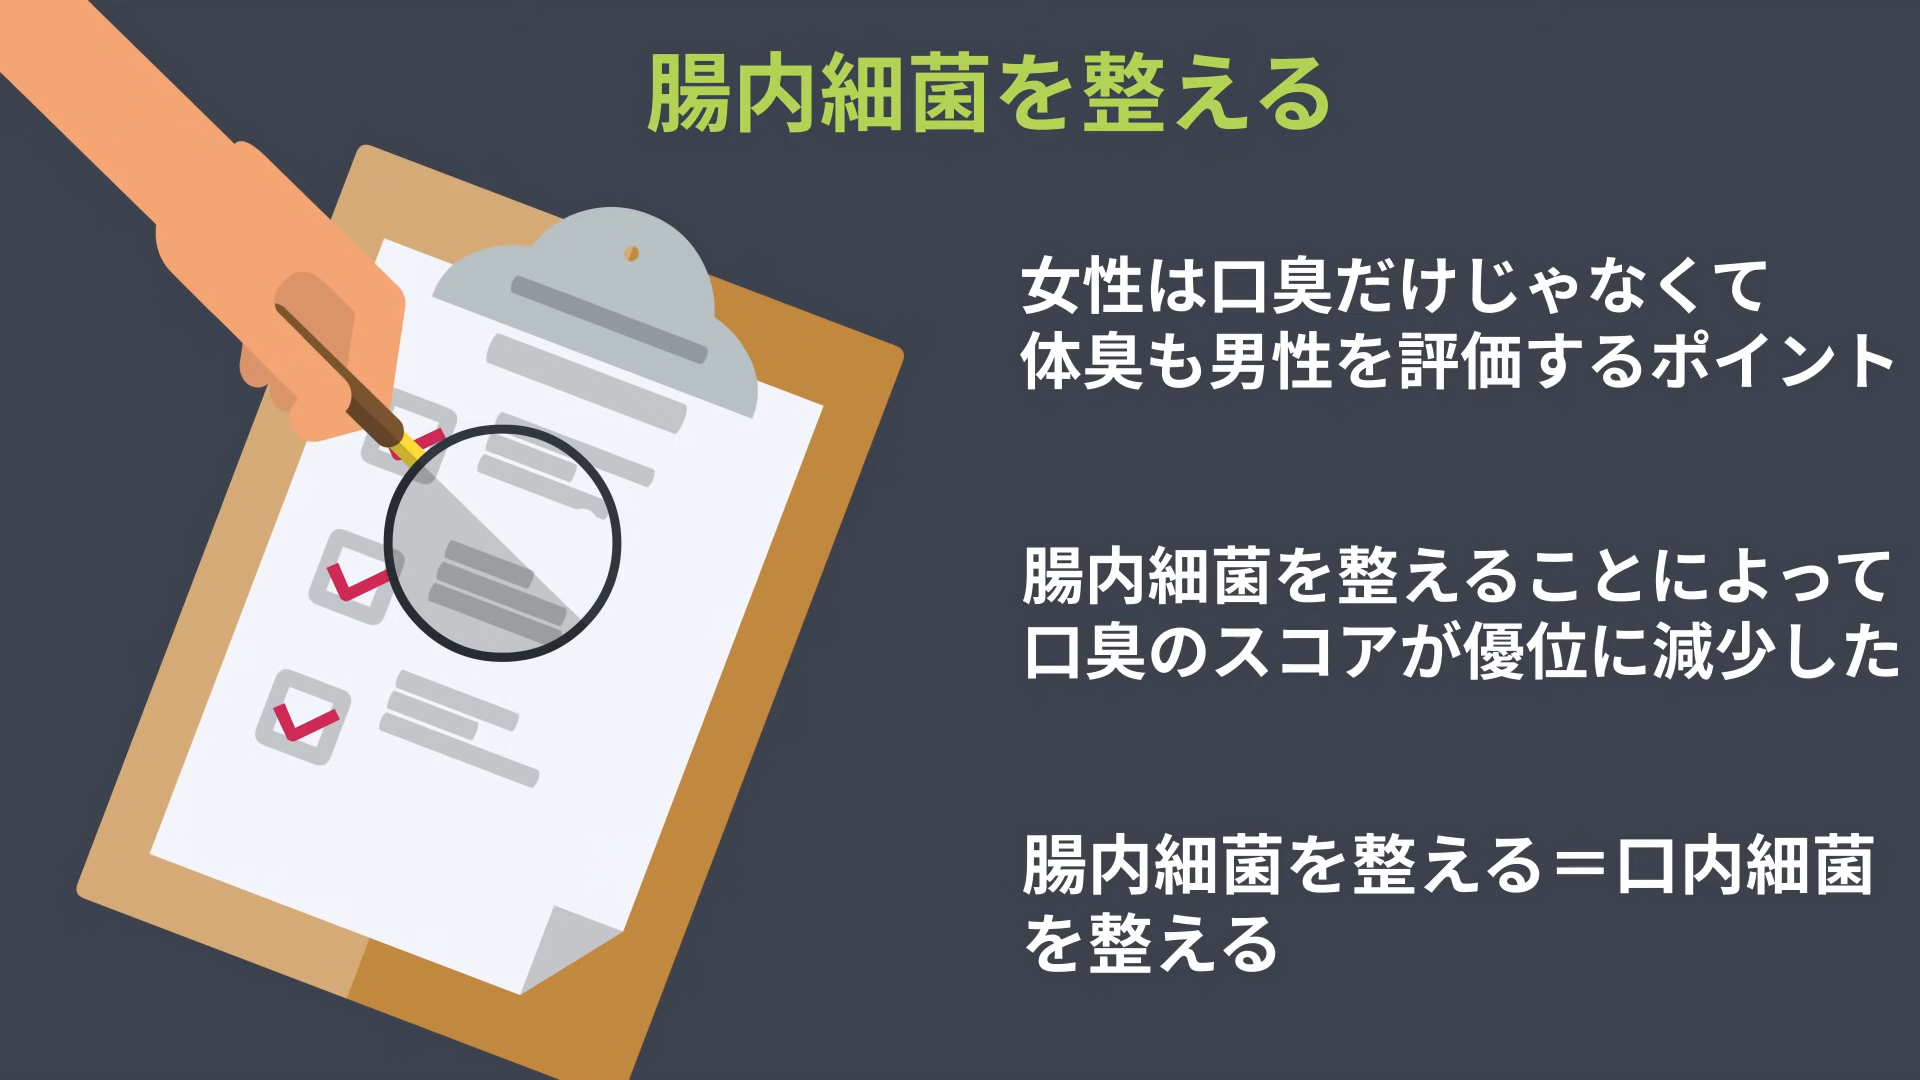 腸内細菌を整える
女性は口臭だけじゃなくて
体臭も男性を評価するポイント
腸内細菌を整えることによって
口臭のスコアが優位に減少した
腸内細菌を整える＝口内細菌
を整える